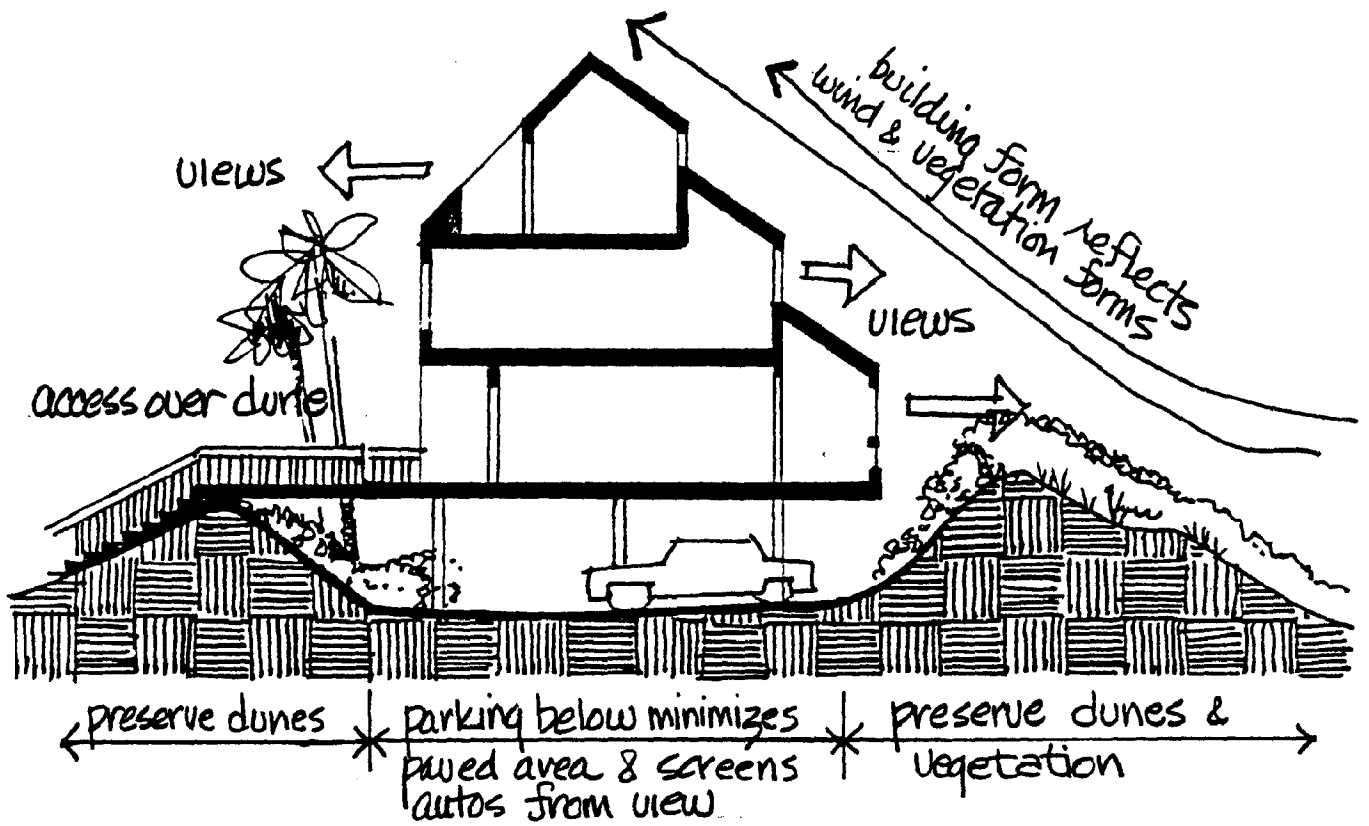 building form reflects
wind & vegetation forms
views
views
access over dune
preserve dunes
parking below minimizes
paved area & screens
autos from view
preserve dunes &
vegetation